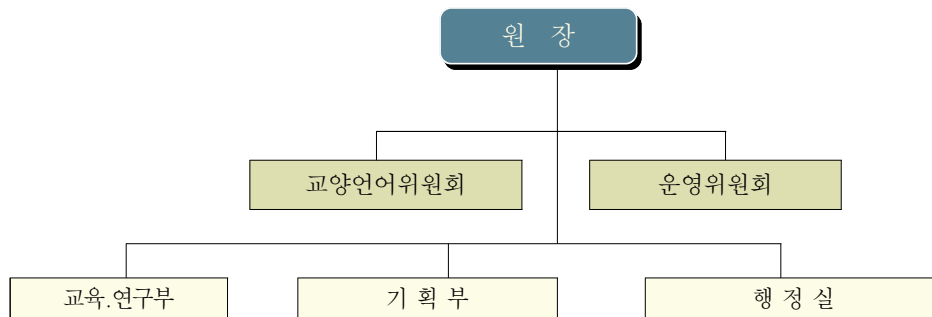 원 장
교양언어위원회
운영위원회
교육.연구부
기 획 부
행 정 실